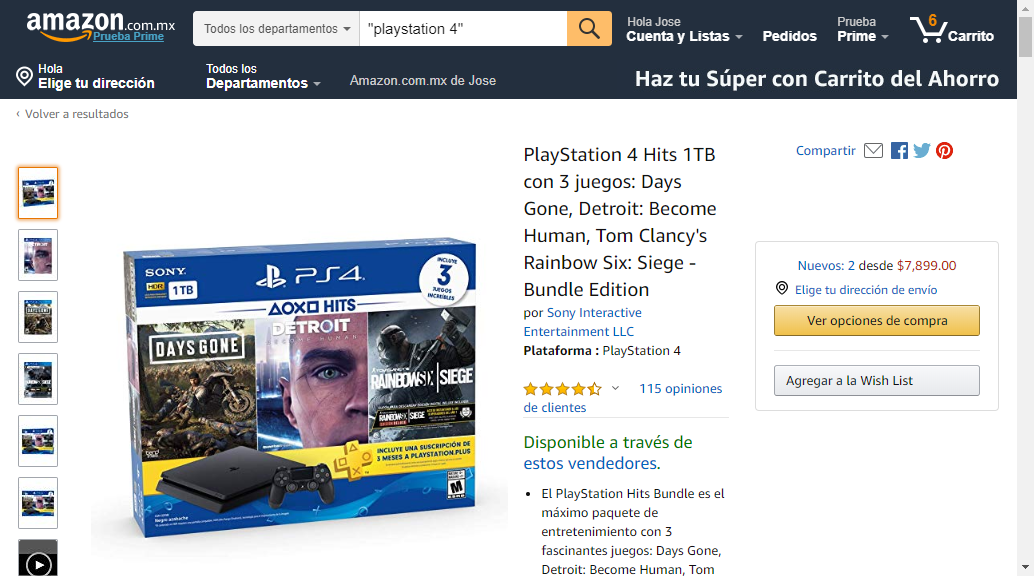 amazon.com.mx
Prueba Prime
Todos los departamentos
"playstation 4"
Hola Jose
Cuenta y Listas
Pedidos
Prueba
Prime
6
Carrito
Hola
Elige tu dirección
Todos los
Departamentos
Amazon.com.mx de Jose
Haz tu Súper con Carrito del Ahorro
‹ Volver a resultados
SONY
HDR
1TB
PS4
INCLUYE
3
JUEGOS
INCREÍBLES
HITS
DAYS GONE
DETROIT
BECOME HUMAN
RAINBOW SIX | SIEGE
RAINBOW SIX SIEGE
INCLUYE UNA SUSCRIPCIÓN DE
3 MESES A PLAYSTATION PLUS
M
PlayStation 4 Hits 1TB
con 3 juegos: Days
Gone, Detroit: Become
Human, Tom Clancy's
Rainbow Six: Siege -
Bundle Edition
por Sony Interactive
Entertainment LLC
Plataforma : PlayStation 4
115 opiniones
de clientes
Disponible a través de
estos vendedores.
• El PlayStation Hits Bundle es el
máximo paquete de
entretenimiento con 3
fascinantes juegos: Days Gone,
Detroit: Become Human, Tom
Compartir
Nuevos: 2 desde $7,899.00
Elige tu dirección de envío
Ver opciones de compra
Agregar a la Wish List